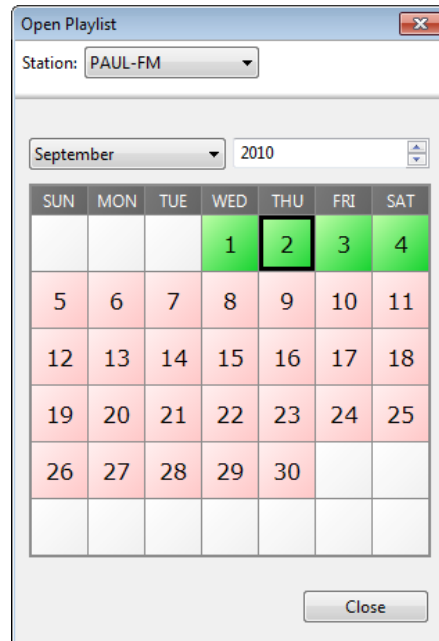 Open Playlist
Station: PAUL-FM
September 2010
SUN MON TUE WED THU FRI SAT
1 2 3 4
5 6 7 8 9 10 11
12 13 14 15 16 17 18
19 20 21 22 23 24 25
26 27 28 29 30
Close